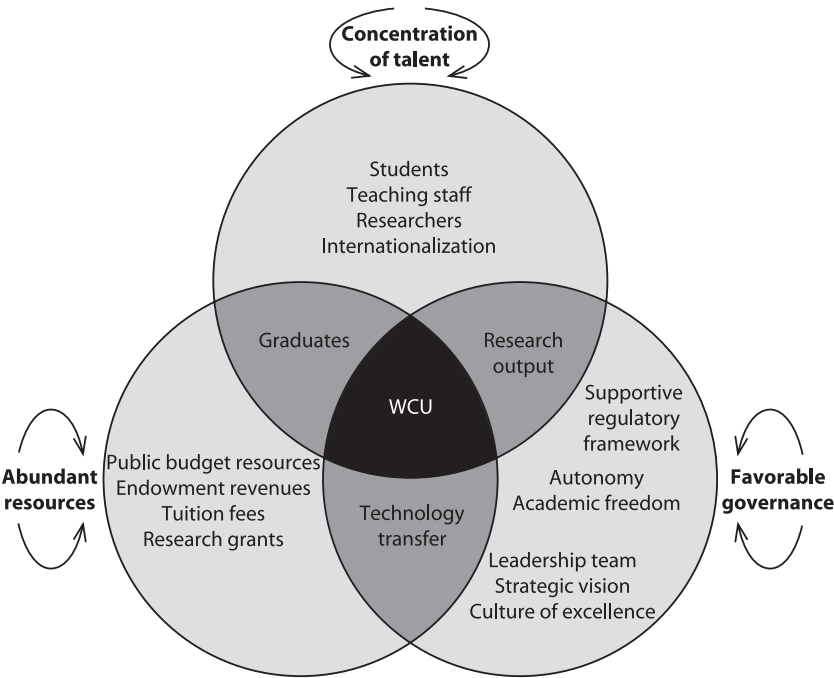 Concentration
of talent
Students
Teaching staff
Researchers
Internationalization
Graduates
Research
output
WCU
Supportive
regulatory
framework
Abundant
resources
Public budget resources
Endowment revenues
Tuition fees
Research grants
Technology
transfer
Autonomy
Academic freedom
Favorable
governance
Leadership team
Strategic vision
Culture of excellence